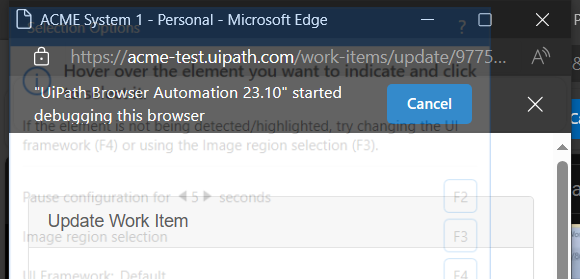 ACME System 1 - Personal - Microsoft Edge
Selection Options
?
https://acme-test.uipath.com/work-items/update/9775...
A
Hover over the element you want to indicate and click
"UiPath Browser Automation 23.10" started
debugging this browser
Cancel
If the element is not being detected/highlighted, try changing the UI
framework (F4) or using the Image region selection (F3).
Pause configuration for 5 seconds
F2
Update Work Item
Image region selection
F3
UI Framework: Default
F4